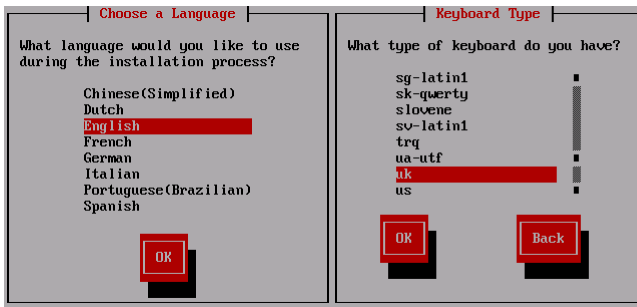 Choose a Language
What language would you like to use
during the installation process?
Chinese(Simplified)
Dutch
English
French
German
Italian
Portuguese(Brazilian)
Spanish
OK
Keyboard Type
What type of keyboard do you have?
sg-latin1
sk-qwerty
slovene
sv-latin1
trq
ua-utf
uk
us
OK
Back